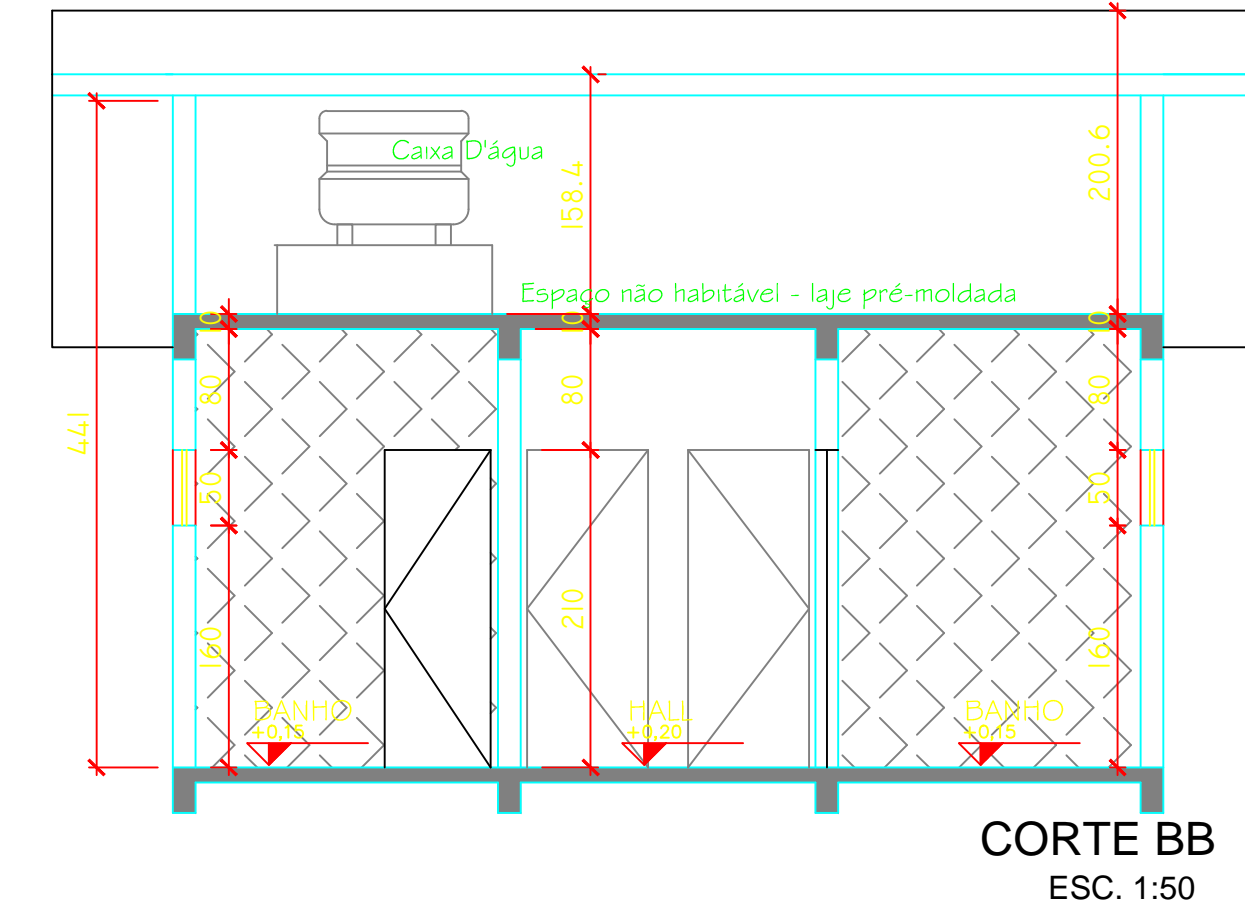 Caixa D'água
158.4
200.6
Espaço não habitável - laje pré-moldada
10
10
10
80
80
80
441
50
50
210
160
160
BANHO
+0,15
HALL
+0,20
BANHO
+0,15
CORTE BB
ESC. 1:50